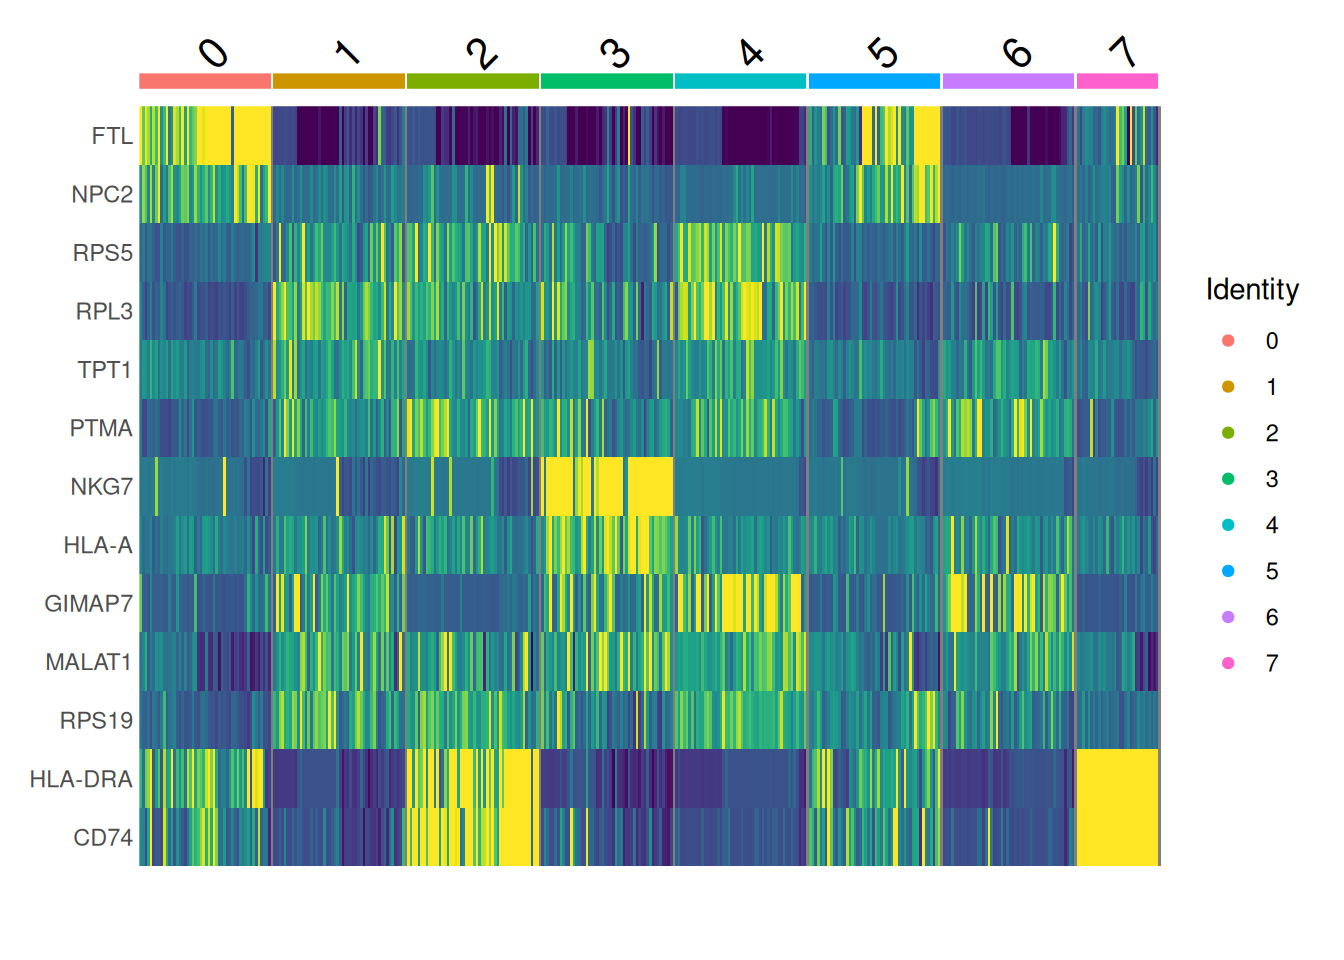 0 1 2 3 4 5 6 7
FTL
NPC2
RPS5
RPL3
TPT1
PTMA
NKG7
HLA-A
GIMAP7
MALAT1
RPS19
HLA-DRA
CD74
Identity
0
1
2
3
4
5
6
7